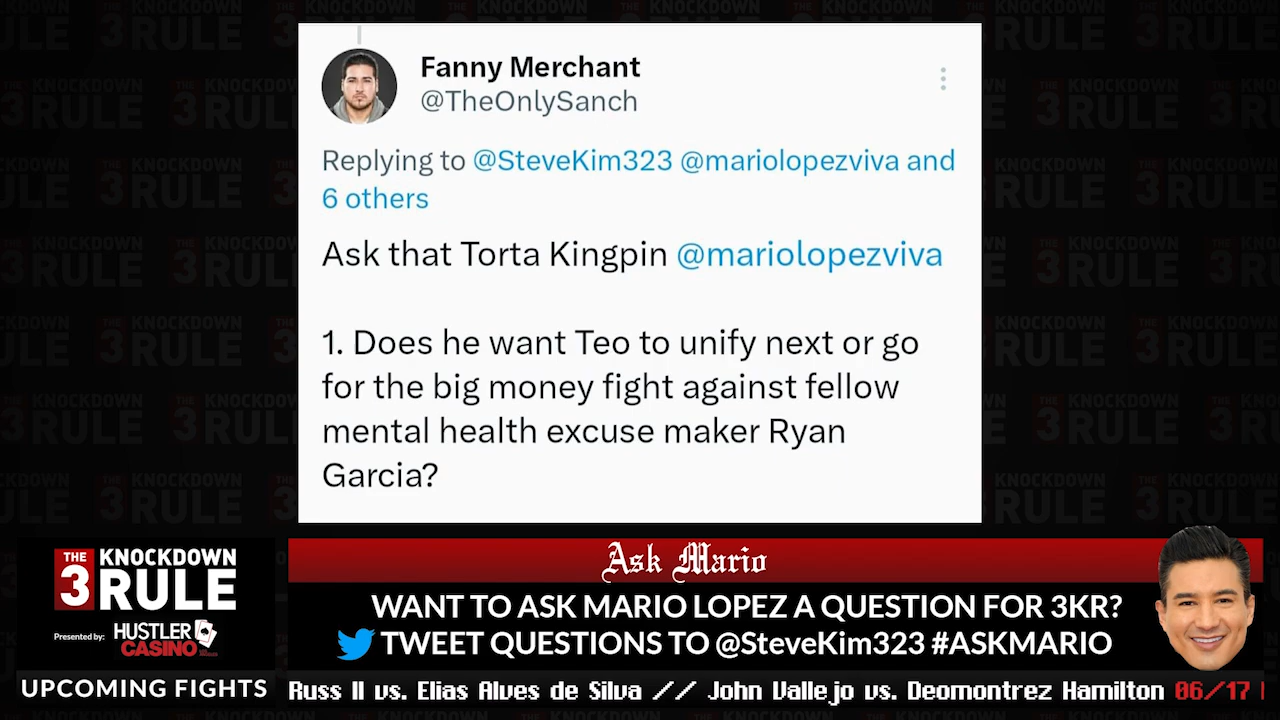 Fanny Merchant
@TheOnlySanch
Replying to @SteveKim323 @mariolopezviva and
6 others
Ask that Torta Kingpin @mariolopezviva
1. Does he want Teo to unify next or go
for the big money fight against fellow
mental health excuse maker Ryan
Garcia?
THE
3 KNOCKDOWN
RULE
Presented by: HUSTLER
CASINO
Ask Mario
WANT TO ASK MARIO LOPEZ A QUESTION FOR 3KR?
TWEET QUESTIONS TO @SteveKim323 #ASKMARIO
UPCOMING FIGHTS
Russ II vs. Elias Alves de Silva // John Vallejo vs. Deomontrez Hamilton 06/17 |